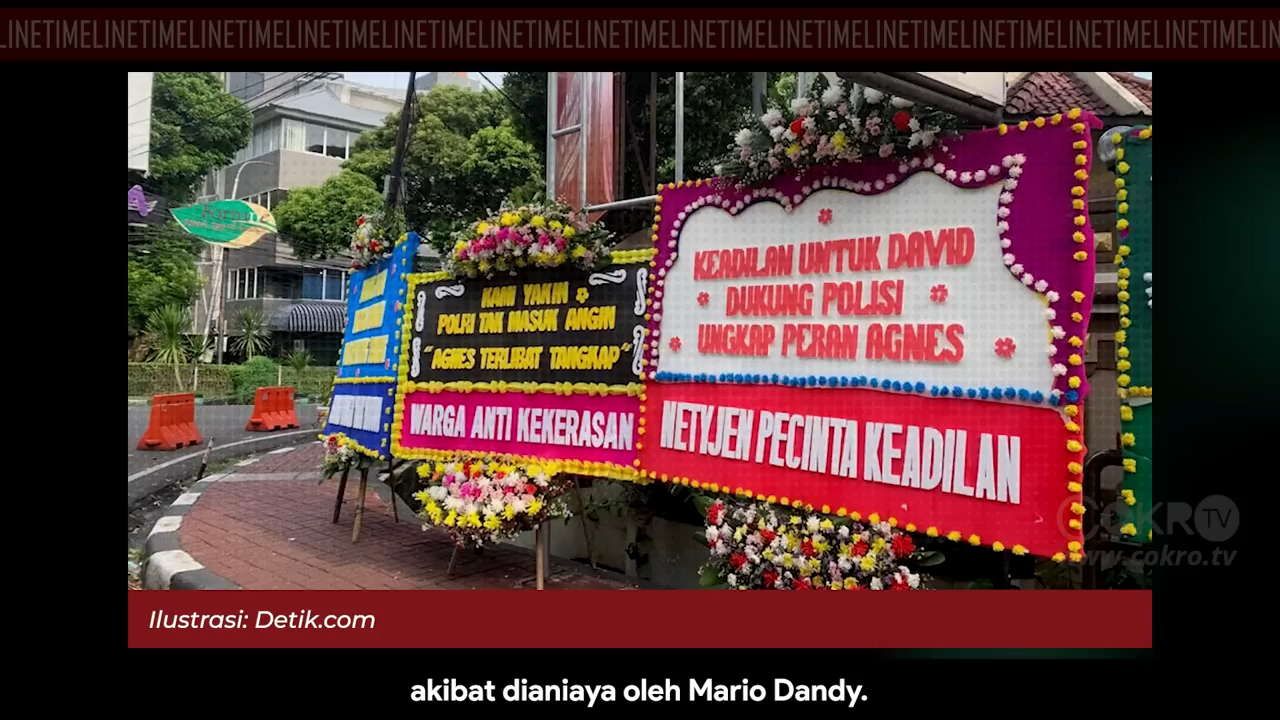 LINETIMELINETIMELINETIMELINETIMELINETIMELINETIMELINETIMELINETIMELINETIMELINETIMELINETIMELINETIMELINETIMELIN
KEADILAN UNTUK DAVID
DUKUNG POLISI
UNGKAP PERAN AGNES
NETYJEN PECINTA KEADILAN
KAMI YAKIN
POLRI TAK MASUK ANGIN
"AGNES TERLIBAT TANGKAP"
WARGA ANTI KEKERASAN
COKRO TV
www.cokro.tv
Ilustrasi: Detik.com
akibat dianiaya oleh Mario Dandy.